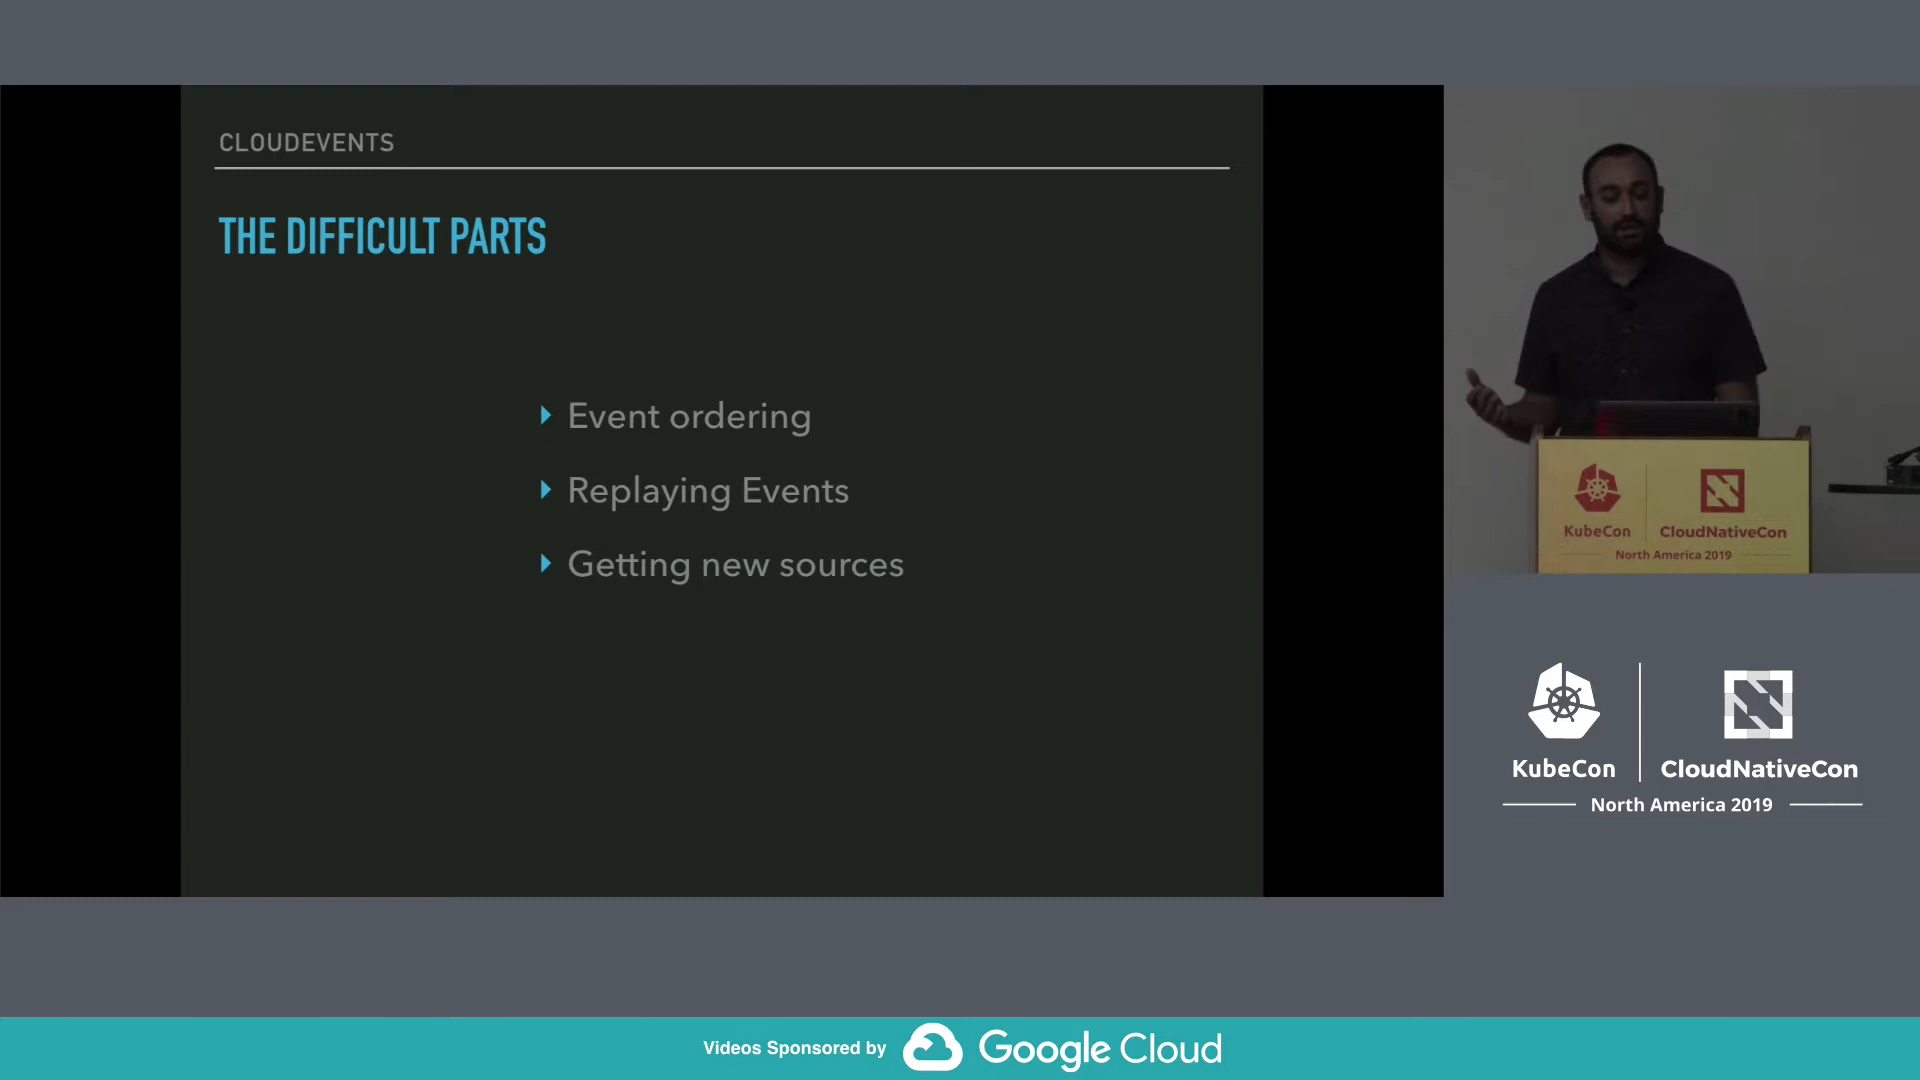 CLOUDEVENTS
THE DIFFICULT PARTS
Event ordering
Replaying Events
Getting new sources
KubeCon
CloudNativeCon
North America 2019
KubeCon
CloudNativeCon
North America 2019
Videos Sponsored by Google Cloud